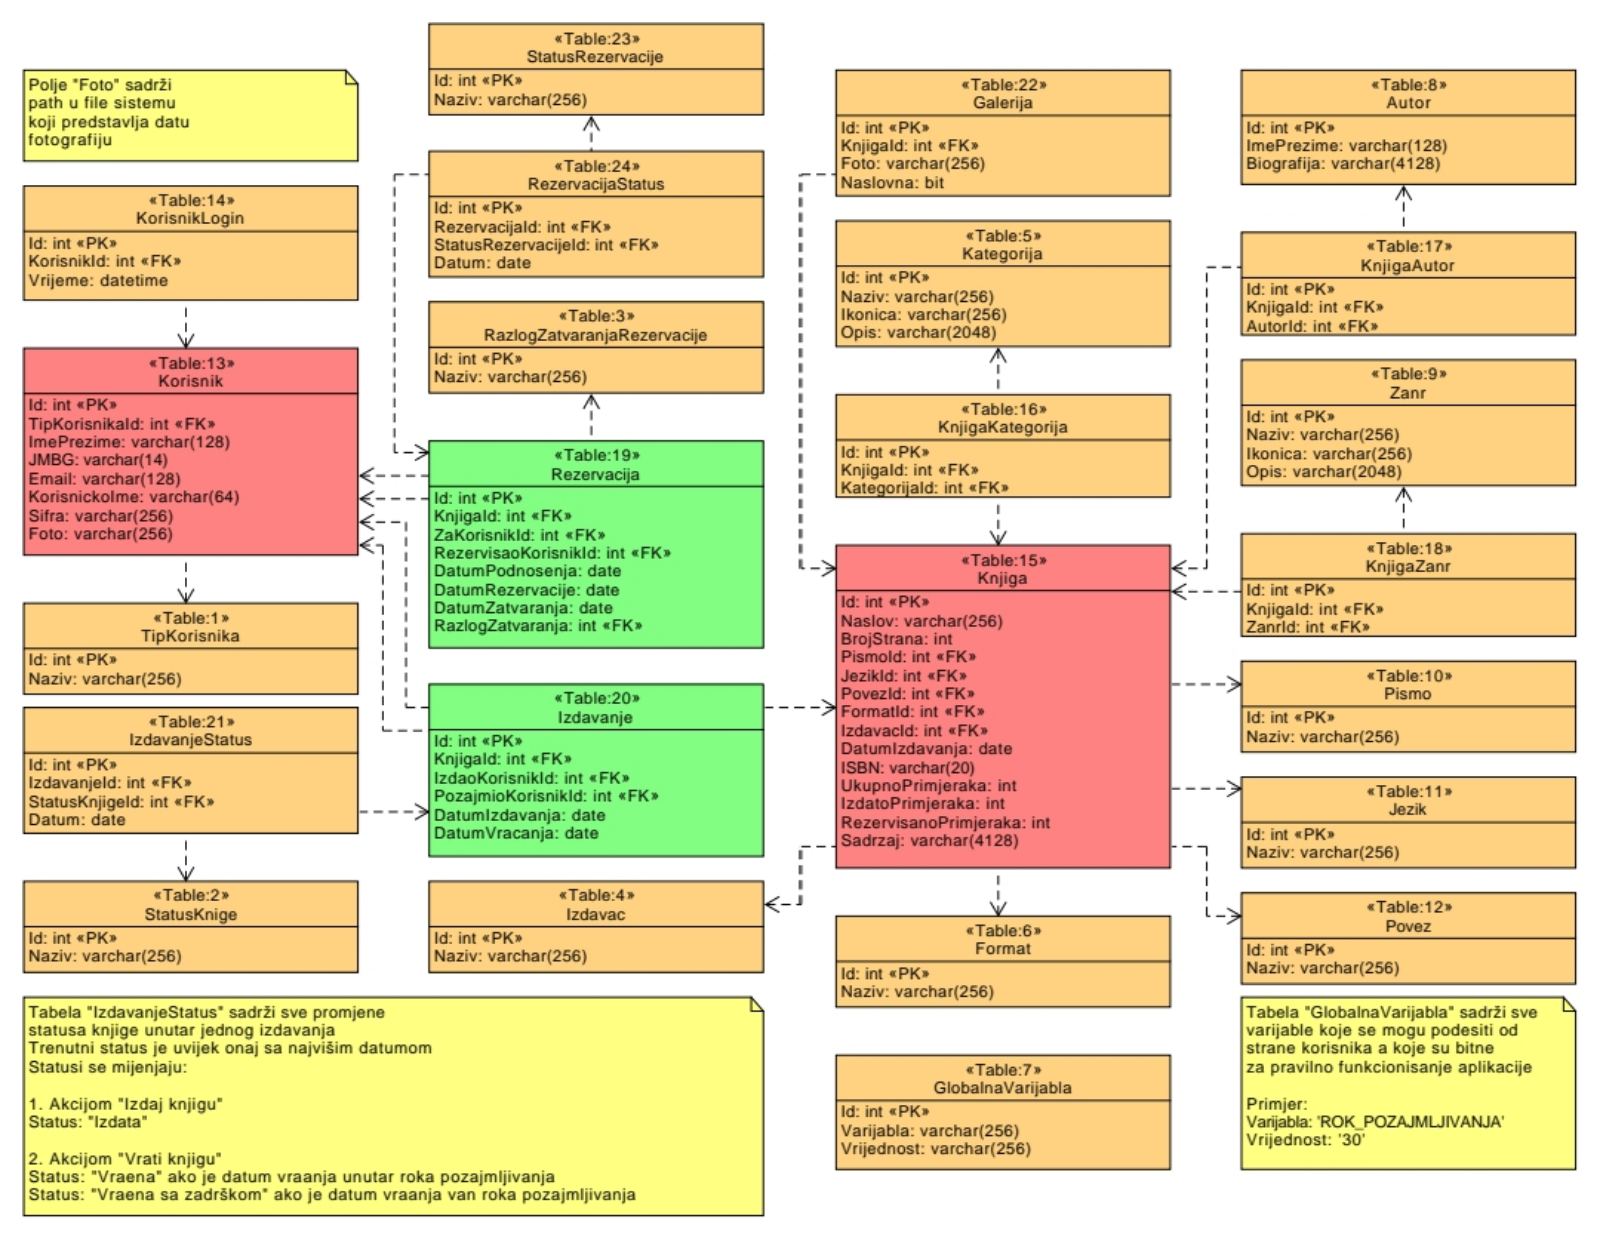 Polje "Foto" sadrži
path u file sistemu
koji predstavlja datu
fotografiju
«Table:14»
KorisnikLogin
Id: int «PK»
KorisnikId: int «FK»
Vrijeme: datetime
«Table:13»
Korisnik
Id: int «PK»
TipKorisnikaId: int «FK»
ImePrezime: varchar(128)
JMBG: varchar(14)
Email: varchar(128)
KorisnickoIme: varchar(64)
Sifra: varchar(256)
Foto: varchar(256)
«Table:1»
TipKorisnika
Id: int «PK»
Naziv: varchar(256)
«Table:21»
IzdavanjeStatus
Id: int «PK»
IzdavanjeId: int «FK»
StatusKnjigeId: int «FK»
Datum: date
«Table:2»
StatusKnige
Id: int «PK»
Naziv: varchar(256)
«Table:23»
StatusRezervacije
Id: int «PK»
Naziv: varchar(256)
«Table:24»
RezervacijaStatus
Id: int «PK»
RezervacijaId: int «FK»
StatusRezervacijeId: int «FK»
Datum: date
«Table:3»
RazlogZatvaranjaRezervacije
Id: int «PK»
Naziv: varchar(256)
«Table:19»
Rezervacija
Id: int «PK»
KnjigaId: int «FK»
ZaKorisnikId: int «FK»
RezervisaoKorisnikId: int «FK»
DatumPodnosenja: date
DatumRezervacije: date
DatumZatvaranja: date
RazlogZatvaranja: int «FK»
«Table:20»
Izdavanje
Id: int «PK»
KnjigaId: int «FK»
IzdaoKorisnikId: int «FK»
PozajmioKorisnikId: int «FK»
DatumIzdavanja: date
DatumVracanja: date
«Table:4»
Izdavac
Id: int «PK»
Naziv: varchar(256)
Tabela "IzdavanjeStatus" sadrži sve promjene
statusa knjige unutar jednog izdavanja
Trenutni status je uvijek onaj sa najvišim datumom
Statusi se mijenjaju:
1. Akcijom "Izdaj knjigu"
Status: "Izdata"
2. Akcijom "Vrati knjigu"
Status: "Vraena" ako je datum vraanja unutar roka pozajmljivanja
Status: "Vraena sa zadrškom" ako je datum vraanja van roka pozajmljivanja
«Table:22»
Galerija
Id: int «PK»
KnjigaId: int «FK»
Foto: varchar(256)
Naslovna: bit
«Table:5»
Kategorija
Id: int «PK»
Naziv: varchar(256)
Ikonica: varchar(256)
Opis: varchar(2048)
«Table:16»
KnjigaKategorija
Id: int «PK»
KnjigaId: int «FK»
KategorijaId: int «FK»
«Table:15»
Knjiga
Id: int «PK»
Naslov: varchar(256)
BrojStrana: int
PismoId: int «FK»
JezikId: int «FK»
PovezId: int «FK»
FormatId: int «FK»
IzdavacId: int «FK»
DatumIzdavanja: date
ISBN: varchar(20)
UkupnoPrimjeraka: int
IzdatoPrimjeraka: int
RezervisanoPrimjeraka: int
Sadrzaj: varchar(4128)
«Table:6»
Format
Id: int «PK»
Naziv: varchar(256)
«Table:7»
GlobalnaVarijabla
Id: int «PK»
Varijabla: varchar(256)
Vrijednost: varchar(256)
«Table:8»
Autor
Id: int «PK»
ImePrezime: varchar(128)
Biografija: varchar(4128)
«Table:17»
KnjigaAutor
Id: int «PK»
KnjigaId: int «FK»
AutorId: int «FK»
«Table:9»
Zanr
Id: int «PK»
Naziv: varchar(256)
Ikonica: varchar(256)
Opis: varchar(2048)
«Table:18»
KnjigaZanr
Id: int «PK»
KnjigaId: int «FK»
ZanrId: int «FK»
«Table:10»
Pismo
Id: int «PK»
Naziv: varchar(256)
«Table:11»
Jezik
Id: int «PK»
Naziv: varchar(256)
«Table:12»
Povez
Id: int «PK»
Naziv: varchar(256)
Tabela "GlobalnaVarijabla" sadrži sve
varijable koje se mogu podesiti od
strane korisnika a koje su bitne
za pravilno funkcionisanje aplikacije
Primjer:
Varijabla: 'ROK_POZAJMLJIVANJA'
Vrijednost: '30'